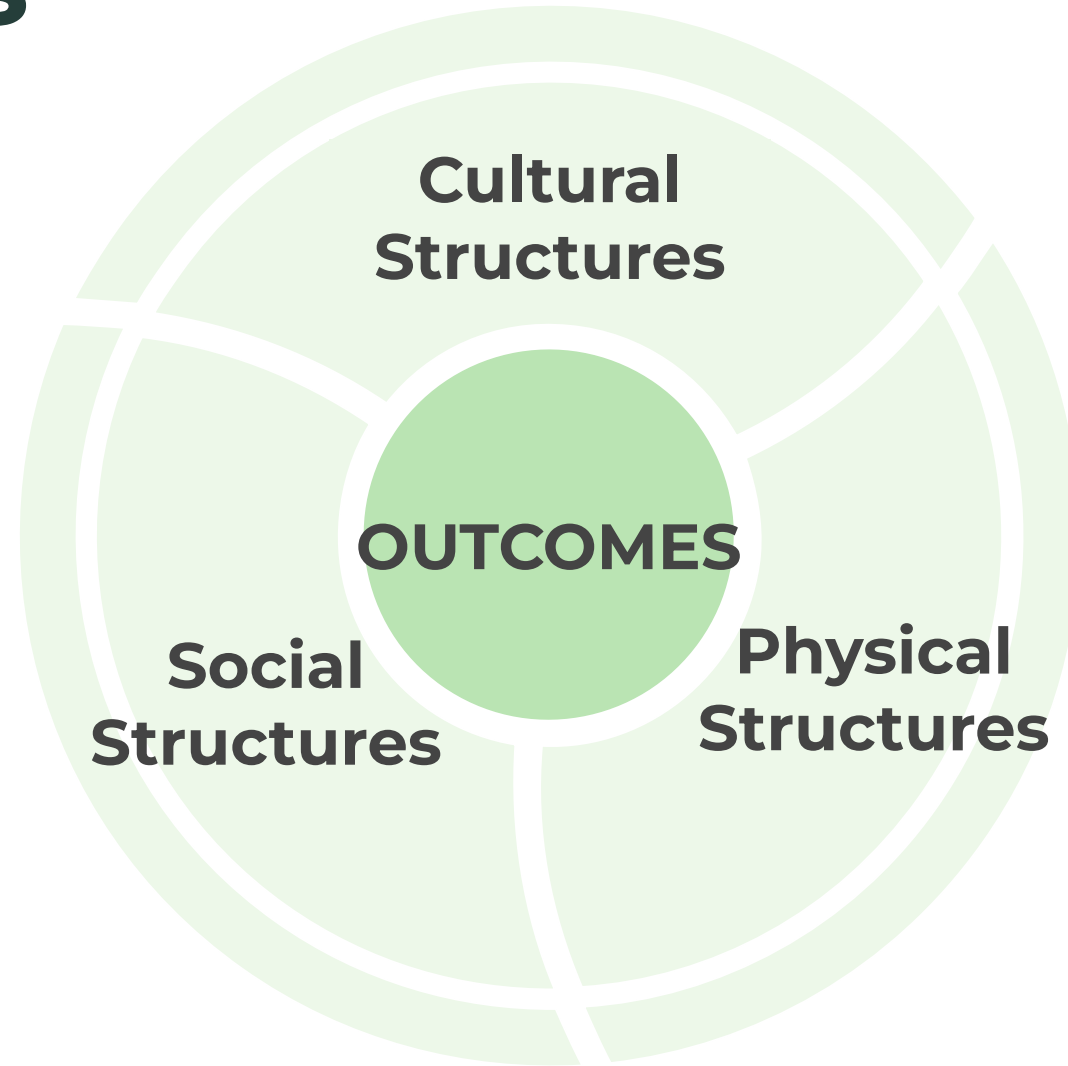 s
Cultural
Structures
OUTCOMES
Social
Structures
Physical
Structures